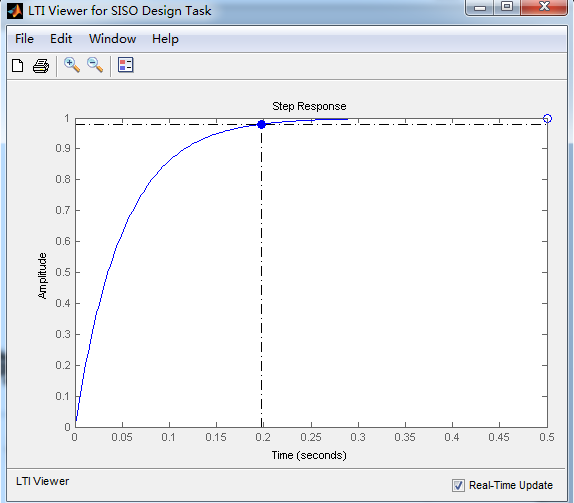 LTI Viewer for SISO Design Task
File Edit Window Help
Step Response
1
0.9
0.8
0.7
0.6
0.5
0.4
0.3
0.2
0.1
0
Amplitude
0 0.05 0.1 0.15 0.2 0.25 0.3 0.35 0.4 0.45 0.5
Time (seconds)
LTI Viewer
Real-Time Update